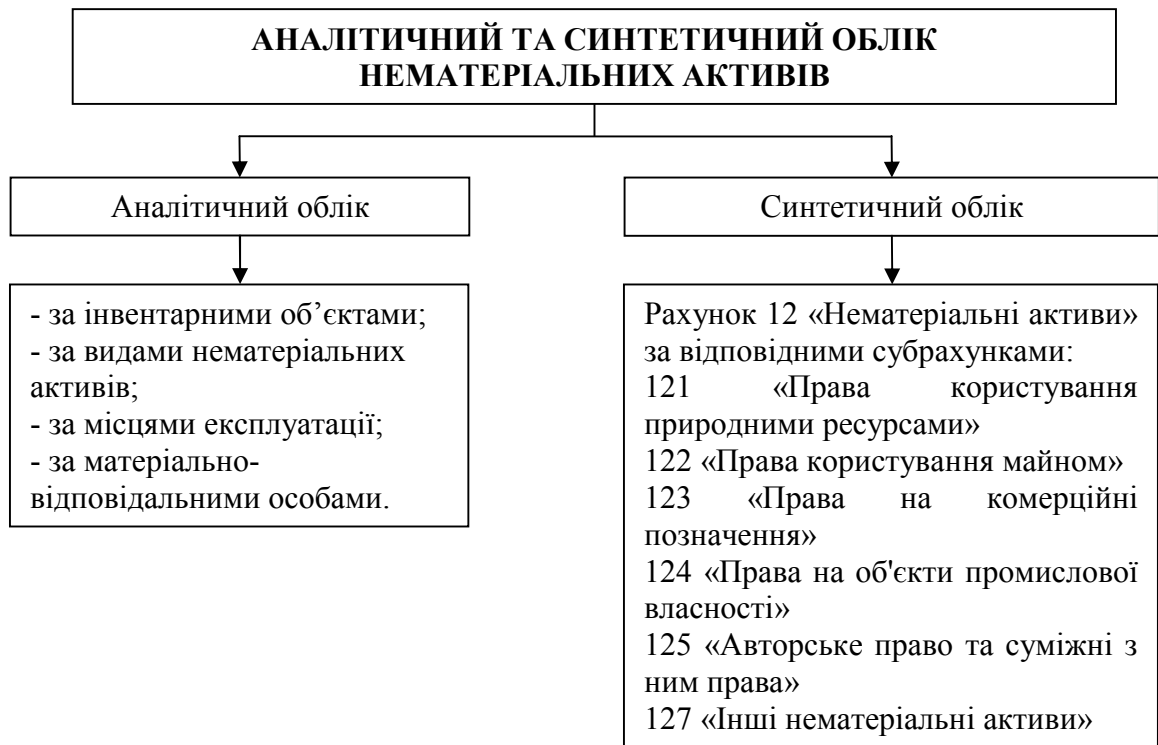 АНАЛІТИЧНИЙ ТА СИНТЕТИЧНИЙ ОБЛІК
НЕМАТЕРІАЛЬНИХ АКТИВІВ
Аналітичний облік
- за інвентарними об’єктами;
- за видами нематеріальних
активів;
- за місцями експлуатації;
- за матеріально-
відповідальними особами.
Синтетичний облік
Рахунок 12 «Нематеріальні активи»
за відповідними субрахунками:
121 «Права користування
природними ресурсами»
122 «Права користування майном»
123 «Права на комерційні
позначення»
124 «Права на об'єкти промислової
власності»
125 «Авторське право та суміжні з
ним права»
127 «Інші нематеріальні активи»